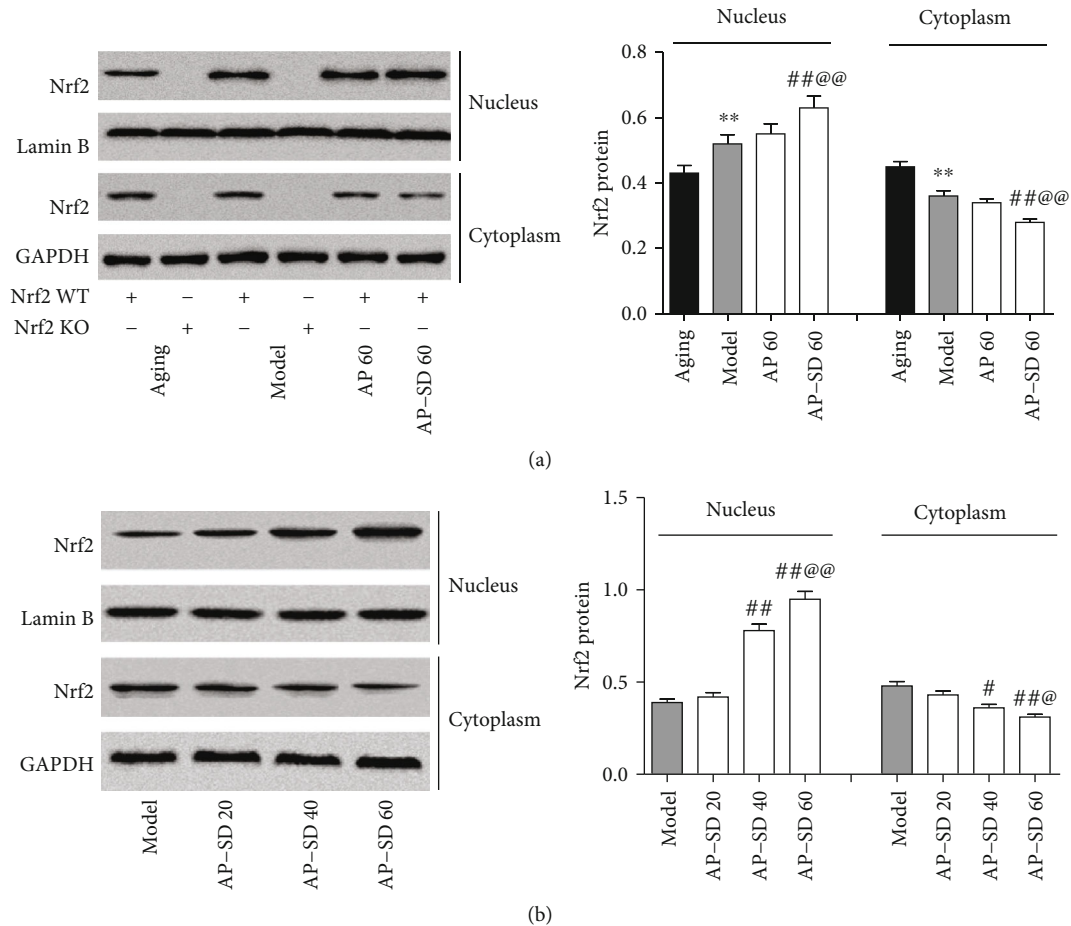 Nrf2
Lamin B
Nucleus
Nrf2
GAPDH
Cytoplasm
Nrf2 WT + − + − + +
Nrf2 KO − + − + − −
Aging
Model
AP 60
AP−SD 60
Nucleus Cytoplasm
Nrf2 protein
0.8
0.6
0.4
0.2
0.0
**
##@@
**
##@@
Aging
Model
AP 60
AP−SD 60
Aging
Model
AP 60
AP−SD 60
(a)
Nrf2
Lamin B
Nucleus
Nrf2
GAPDH
Cytoplasm
Model
AP−SD 20
AP−SD 40
AP−SD 60
Nucleus Cytoplasm
Nrf2 protein
1.5
1.0
0.5
0.0
##
##@@
#
##@
Model
AP−SD 20
AP−SD 40
AP−SD 60
Model
AP−SD 20
AP−SD 40
AP−SD 60
(b)